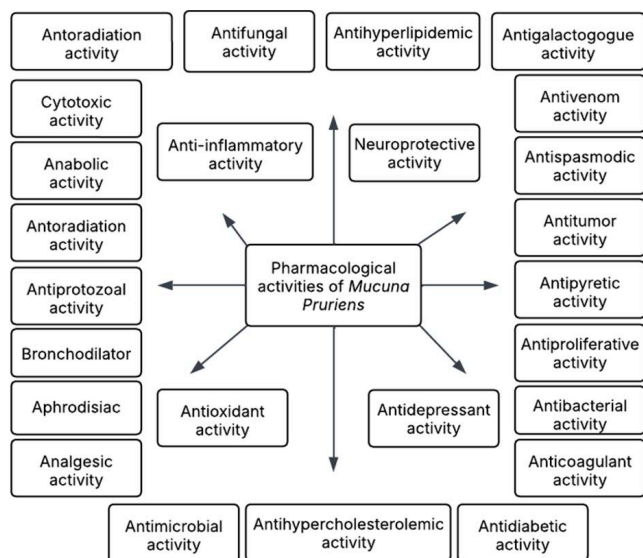 Antoradiation
activity
Antifungal
activity
Antihyperlipidemic
activity
Antigalactogogue
activity
Cytotoxic
activity
Anabolic
activity
Antoradiation
activity
Antiprotozoal
activity
Bronchodilator
Aphrodisiac
Analgesic
activity
Anti-inflammatory
activity
Neuroprotective
activity
Pharmacological
activities of Mucuna
Pruriens
Antioxidant
activity
Antidepressant
activity
Antivenom
activity
Antispasmodic
activity
Antitumor
activity
Antipyretic
activity
Antiproliferative
activity
Antibacterial
activity
Anticoagulant
activity
Antimicrobial
activity
Antihypercholesterolemic
activity
Antidiabetic
activity